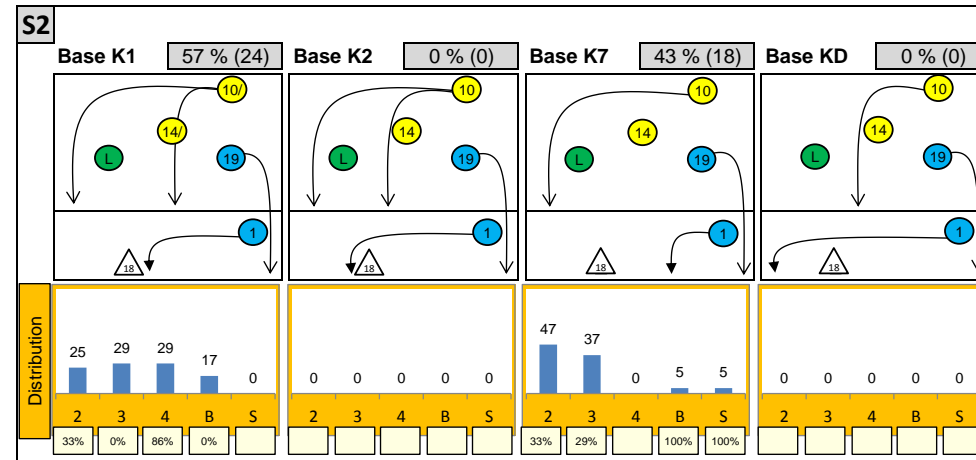 S2
Base K1 57 % (24) Base K2 0 % (0) Base K7 43 % (18) Base KD 0 % (0)
10/ 10 10 10
14/ 14 14 14
L 19 L 19 L 19 L 19
1 1 1 1
18 18 18 18
Distribution
25 29 29 17 0 0 0 0 0 0 47 37 0 5 5 0 0 0 0 0
2 3 4 B S 2 3 4 B S 2 3 4 B S 2 3 4 B S
33% 0% 86% 0% 33% 29% 100% 100%